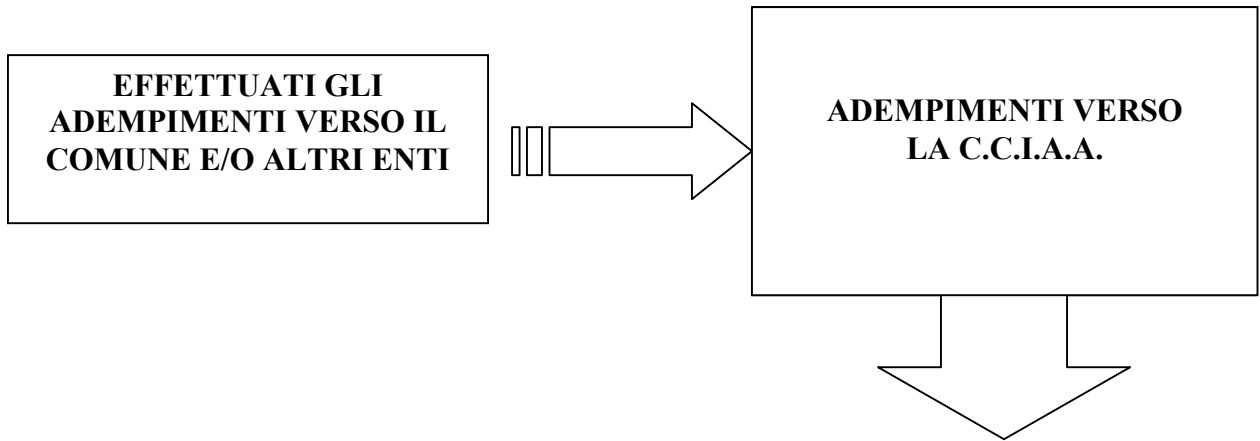 EFFETTUATI GLI
ADEMPIMENTI VERSO IL
COMUNE E/O ALTRI ENTI
ADEMPIMENTI VERSO
LA C.C.I.A.A.